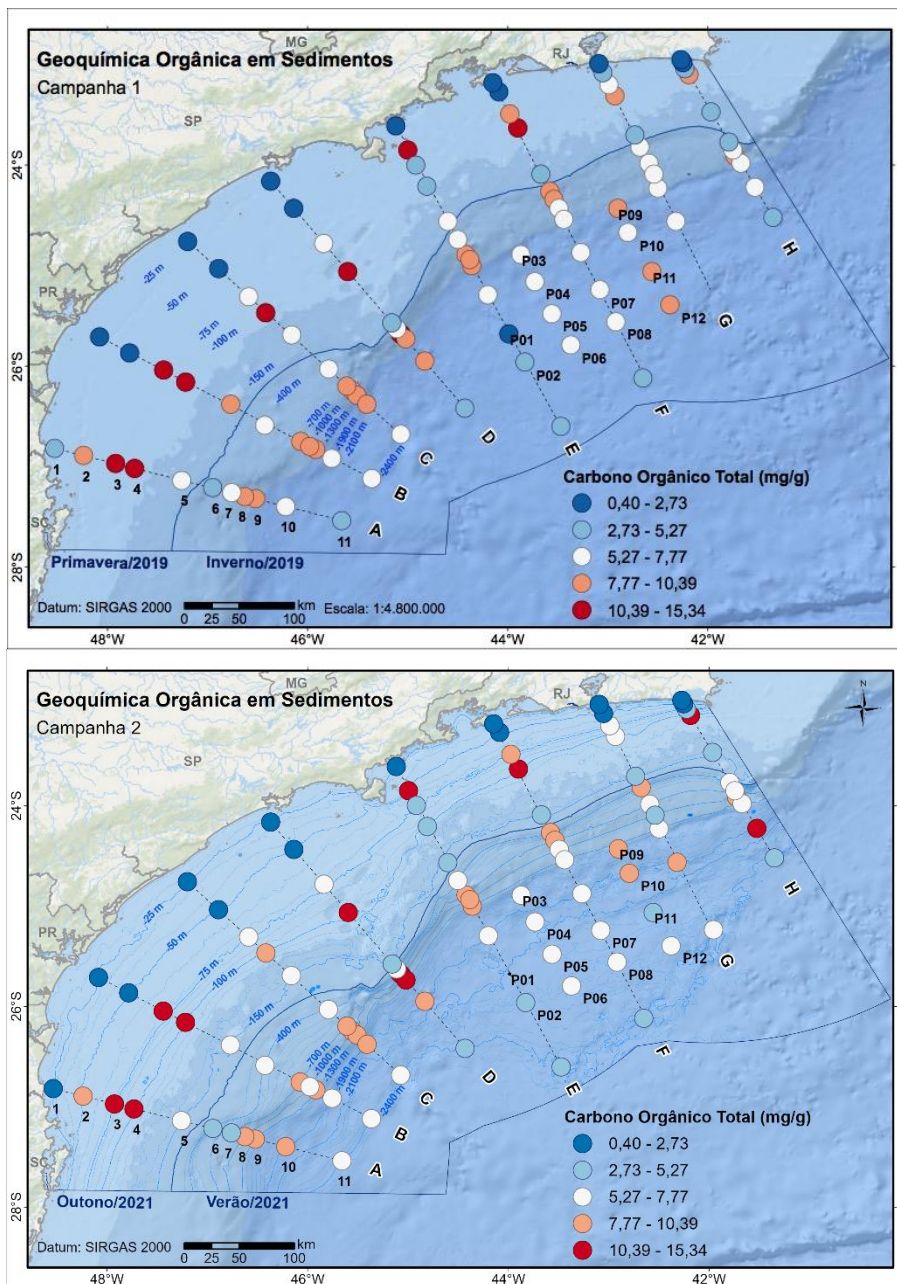 MG
RJ
Geoquímica Orgânica em Sedimentos
Campanha 1
SP
24°S
PR
-25 m
-50 m
-75 m
-100 m
-150 m
-400 m
-700 m
-1000 m
-1300 m
-1900 m
-2100 m
-2400 m
P09
P10
P03
P11
P04
P12
P07
P05
P08
P01
P06
P02
H
G
F
E
D
C
B
A
26°S
1
2
3
4
5
6
7
8
9
10
11
SC
Carbono Orgânico Total (mg/g)
0,40 - 2,73
2,73 - 5,27
5,27 - 7,77
7,77 - 10,39
10,39 - 15,34
28°S
Primavera/2019
Inverno/2019
Datum: SIRGAS 2000
0 25 50 100
km
Escala: 1:4.800.000
48°W
46°W
44°W
42°W
MG
RJ
Geoquímica Orgânica em Sedimentos
Campanha 2
N
SP
24°S
PR
-25 m
-50 m
-75 m
-100 m
-150 m
-400 m
-700 m
-1000 m
-1300 m
-1900 m
-2100 m
-2400 m
P09
P10
P03
P11
P04
P12
P07
P05
P08
P01
P06
P02
H
G
F
E
D
C
B
A
26°S
1
2
3
4
5
6
7
8
9
10
11
SC
Carbono Orgânico Total (mg/g)
0,40 - 2,73
2,73 - 5,27
5,27 - 7,77
7,77 - 10,39
10,39 - 15,34
28°S
Outono/2021
Verão/2021
Datum: SIRGAS 2000
km
0 25 50 100
48°W
46°W
44°W
42°W